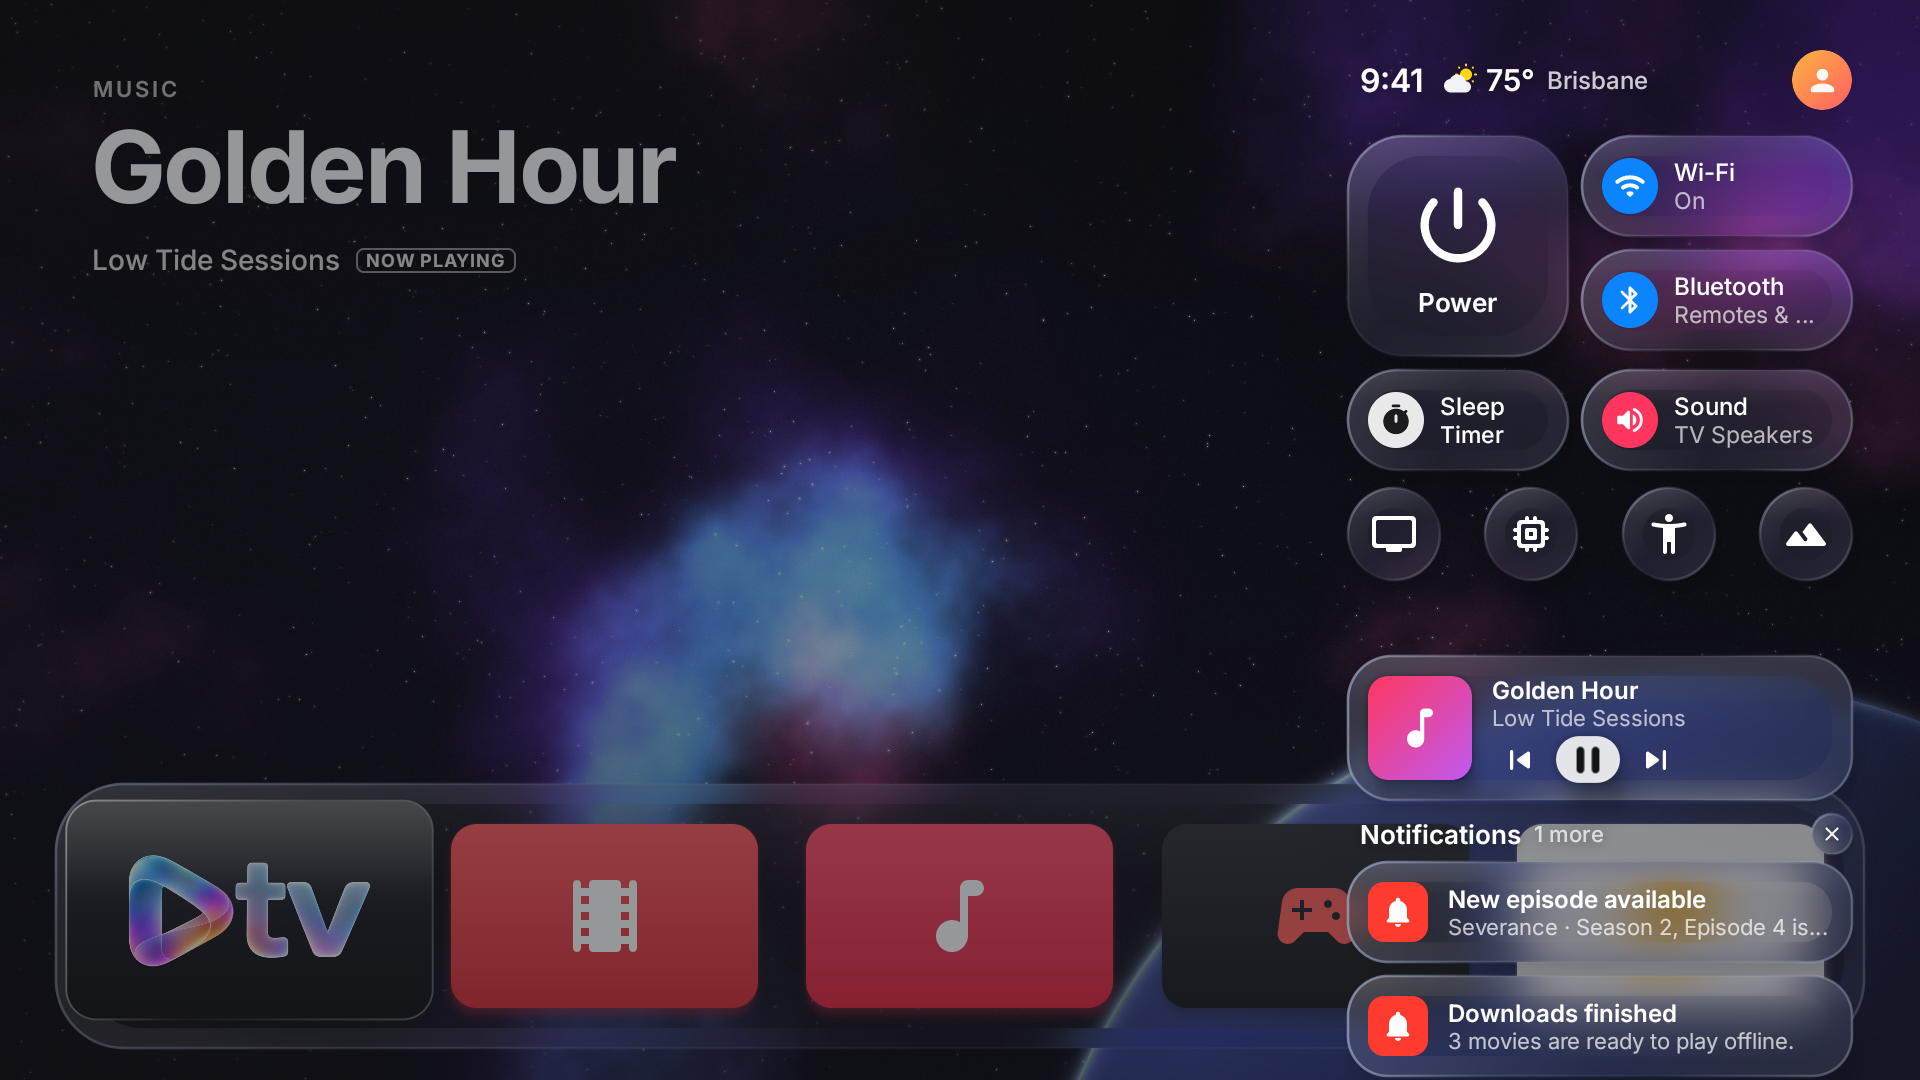 MUSIC
Golden Hour
Low Tide Sessions NOW PLAYING
9:41 75° Brisbane
Power
Wi-Fi
On
Bluetooth
Remotes & ...
Sleep
Timer
Sound
TV Speakers
Golden Hour
Low Tide Sessions
Notifications 1 more
New episode available
Severance · Season 2, Episode 4 is...
Downloads finished
3 movies are ready to play offline.
tv